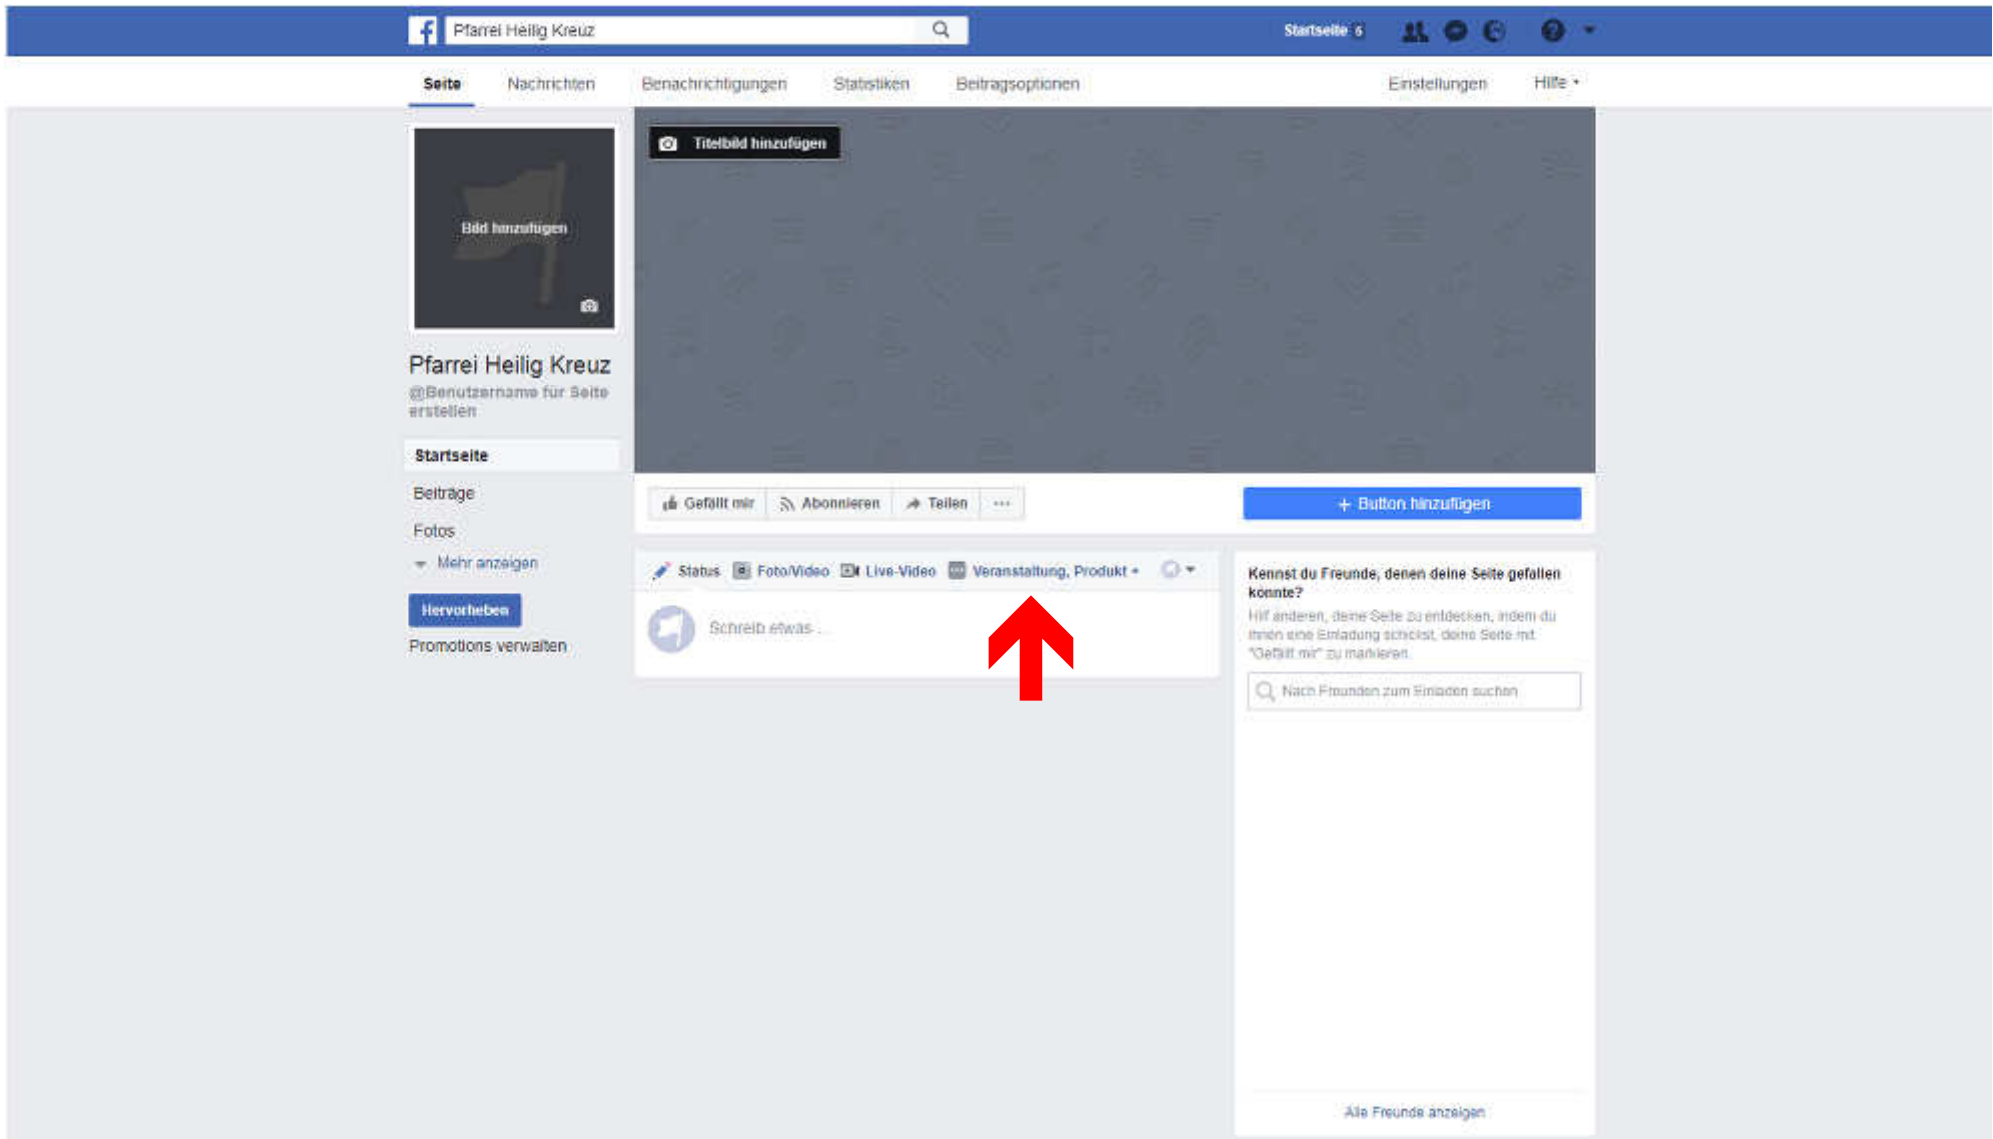 Pfarrei Heilig Kreuz
Startseite 6
Seite Nachrichten Benachrichtigungen Statistiken Beitragsoptionen Einstellungen Hilfe
Titelbild hinzufügen
Bild hinzufügen
Pfarrei Heilig Kreuz
@Benutzername für Seite
erstellen
Startseite
Beiträge
Fotos
Mehr anzeigen
Hervorheben
Promotions verwalten
Gefällt mir Abonnieren Teilen ...
+ Button hinzufügen
Status Foto/Video Live-Video Veranstaltung, Produkt +
Schreib etwas ...
Kennst du Freunde, denen deine Seite gefallen
könnte?
Hilf anderen, deine Seite zu entdecken, indem du
ihnen eine Einladung schickst, deine Seite mit
"Gefällt mir" zu markieren.
Nach Freunden zum Einladen suchen
Alle Freunde anzeigen